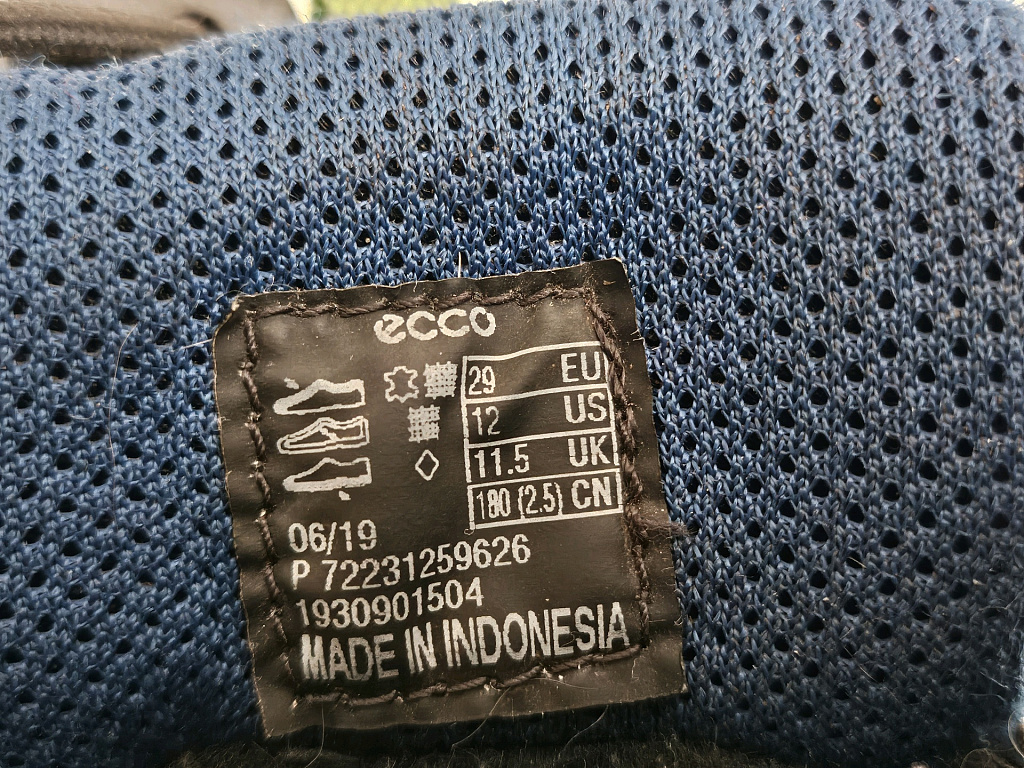 ecco
29 EU
12 US
11.5 UK
180 (2.5) CN
06/19
P 72231259626
1930901504
MADE IN INDONESIA